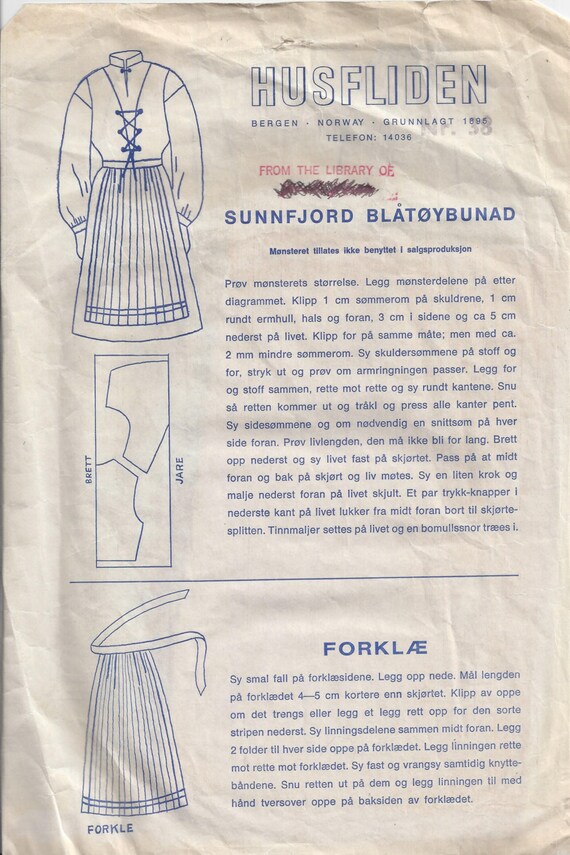 HUSFLIDEN
BERGEN · NORWAY · GRUNNLAGT 1895
TELEFON: 14036
Nr. 38
FROM THE LIBRARY OF
SUNNFJORD BLÅTØYBUNAD
Mønsteret tillates ikke benyttet i salgsproduksjon
Prøv mønsterets størrelse. Legg mønsterdelene på etter
diagrammet. Klipp 1 cm sømmerom på skuldrene, 1 cm
rundt ermhull, hals og foran, 3 cm i sidene og ca 5 cm
nederst på livet. Klipp for på samme måte; men med ca.
2 mm mindre sømmerom. Sy skuldersømmene på stoff og
for, stryk ut og prøv om armringningen passer. Legg for
og stoff sammen, rette mot rette og sy rundt kantene. Snu
så retten kommer ut og tråkl og press alle kanter pent.
Sy sidesømmene og om nødvendig en snittsøm på hver
side foran. Prøv livlengden, den må ikke bli for lang. Brett
opp nederst og sy livet fast på skjørtet. Pass på at midt
foran og bak på skjørt og liv møtes. Sy en liten krok og
malje nederst foran på livet skjult. Et par trykk-knapper i
nederste kant på livet lukker fra midt foran bort til skjørte-
splitten. Tinnmaljer settes på livet og en bomullssnor træes i.
BRETT
JARE
FORKLÆ
Sy smal fall på forklæsidene. Legg opp nede. Mål lengden
på forklædet 4—5 cm kortere enn skjørtet. Klipp av oppe
om det trengs eller legg et legg rett opp for den sorte
stripen nederst. Sy linningsdelene sammen midt foran. Legg
2 folder til hver side oppe på forklædet. Legg linningen rette
mot rette mot forklædet. Sy fast og vrangsy samtidig knytte-
båndene. Snu retten ut på dem og legg linningen til med
hånd tversover oppe på baksiden av forklædet.
FORKLE